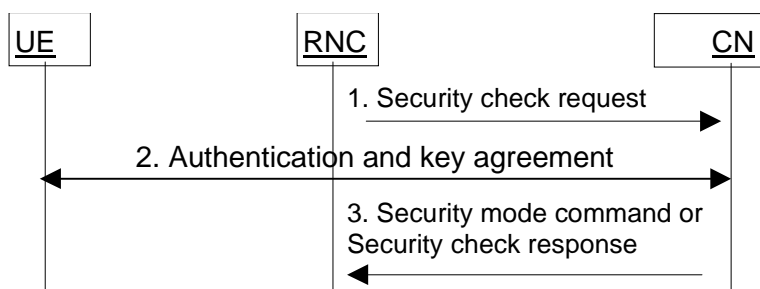 UE
RNC
CN
1. Security check request
2. Authentication and key agreement
3. Security mode command or
Security check response